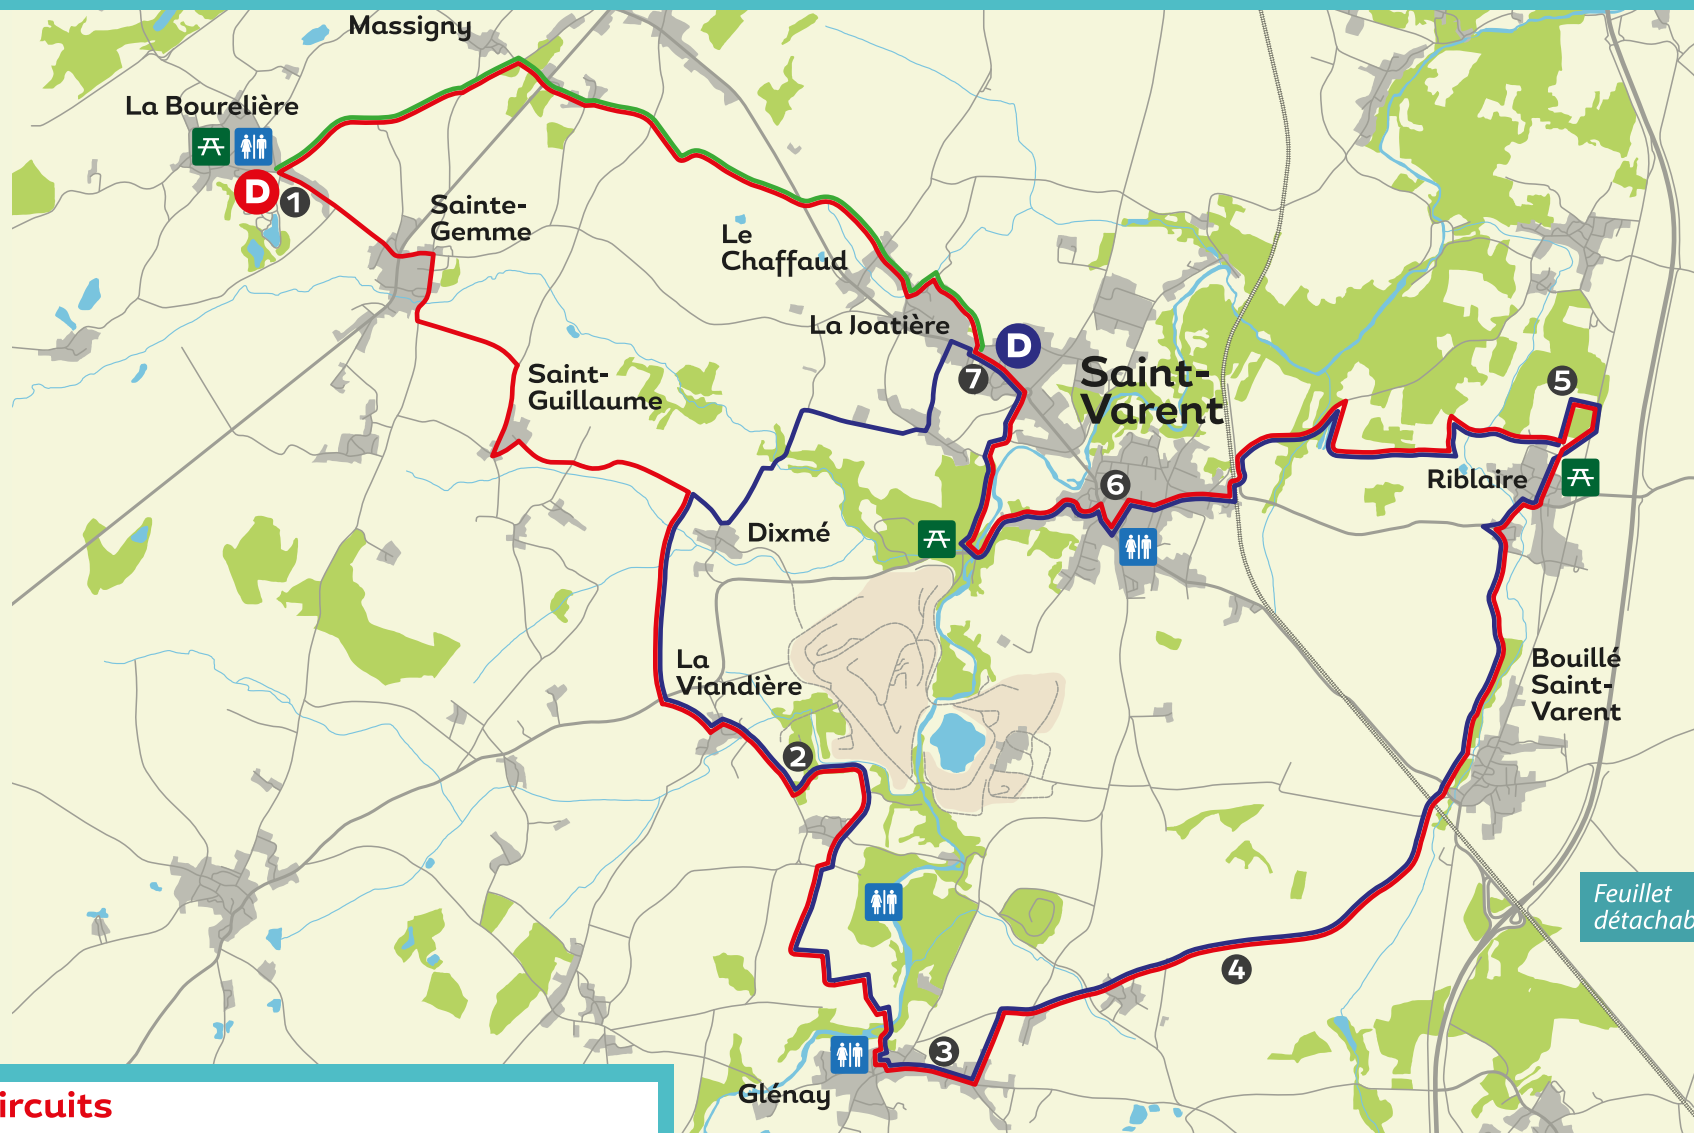 Massigny
La Bourelière
D
1
Sainte-
Gemme
Le
Chaffaud
La Joatière
D
7
Saint-
Varent
5
Saint-
Guillaume
Riblaire
6
Dixmé
La
Viandière
Bouillé
Saint-
Varent
2
Feuillet
détachab
4
3
Glénay
ircuits